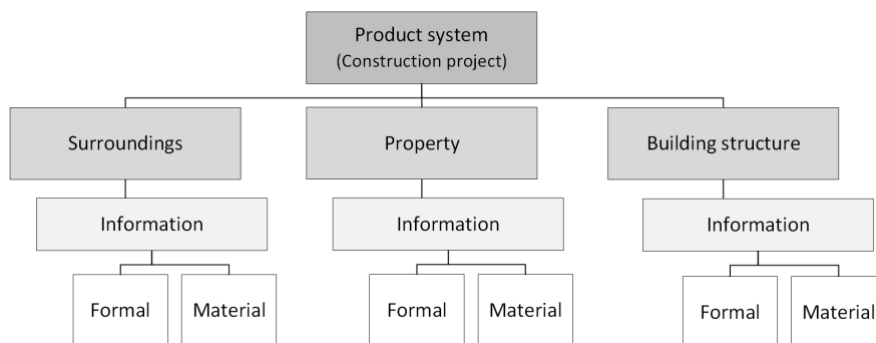 Product system
(Construction project)
Surroundings
Property
Building structure
Information
Information
Information
Formal
Material
Formal
Material
Formal
Material